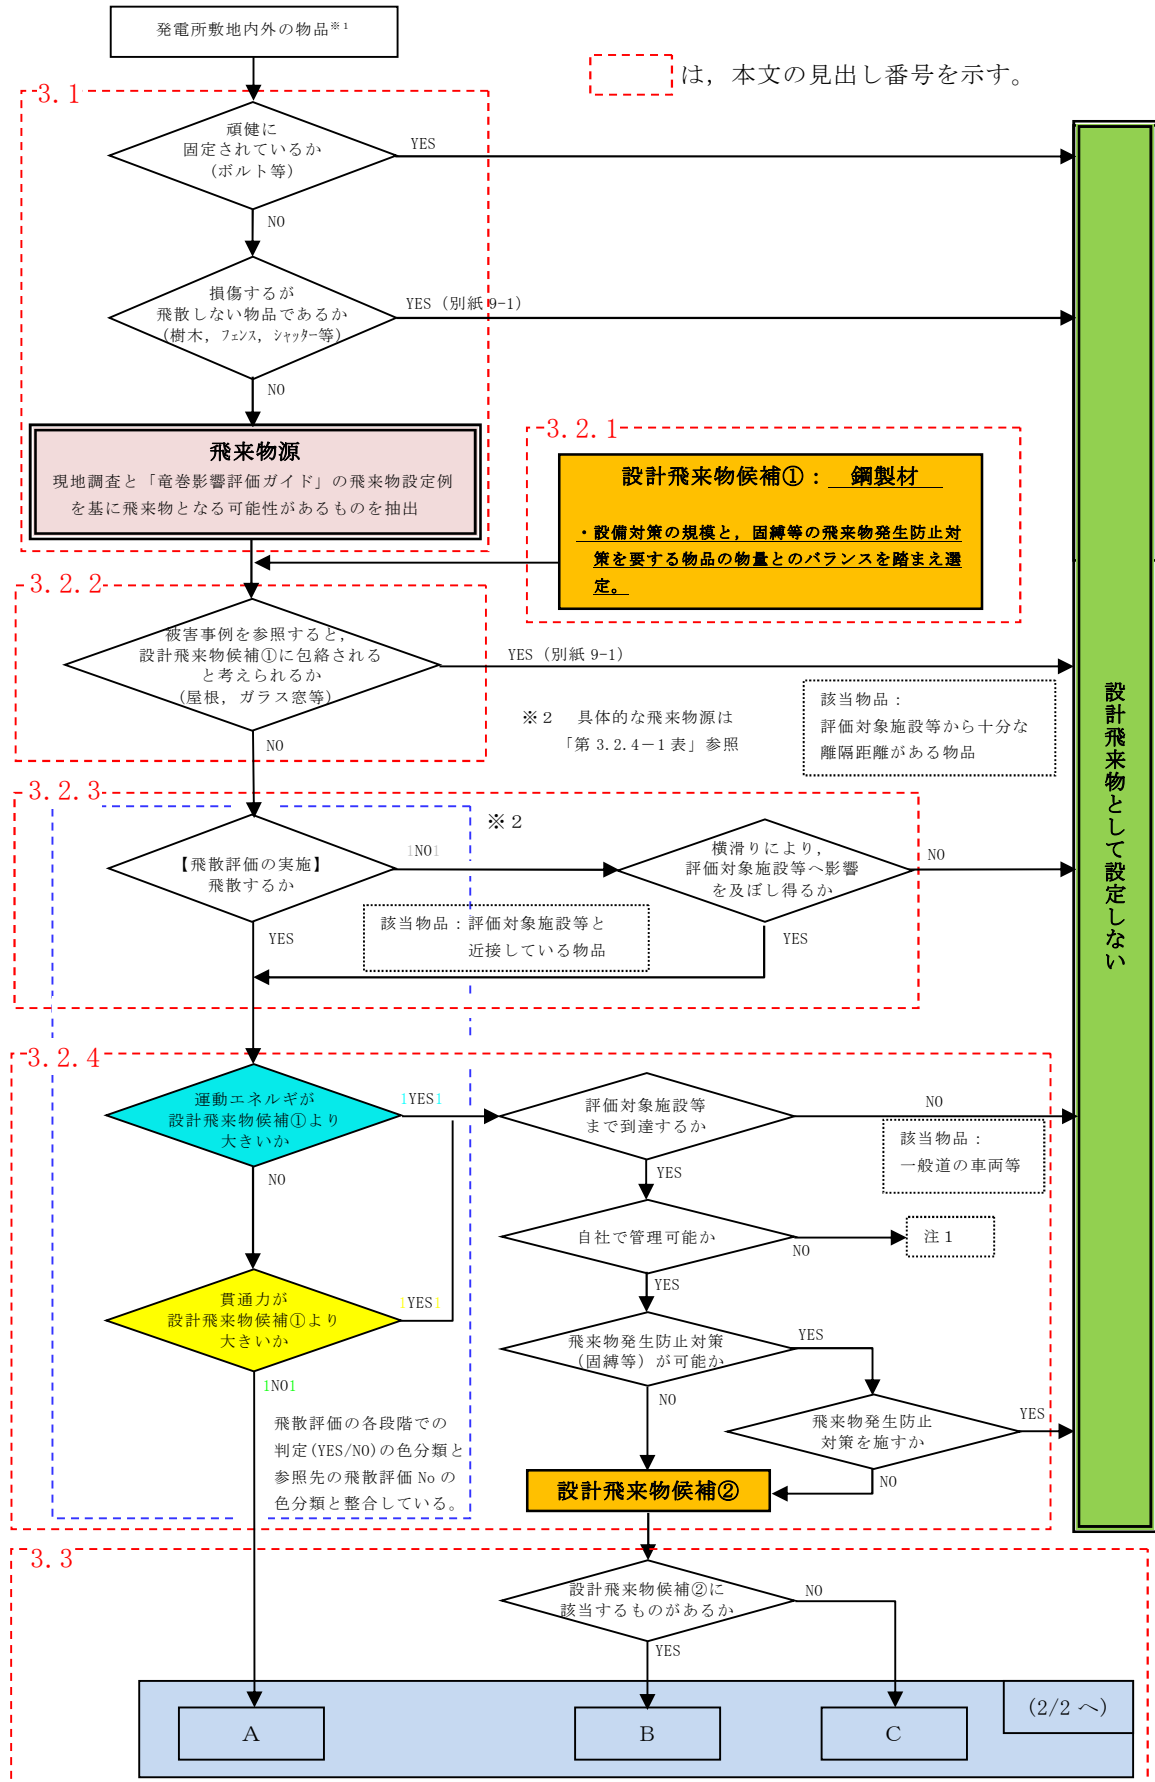 発電所敷地内外の物品※1
は，本文の見出し番号を示す。
3.1
頑健に
固定されているか
(ボルト等)
YES
NO
損傷するが
飛散しない物品であるか
(樹木，フェンス，シャッター等)
YES（別紙 9-1）
NO
飛来物源
現地調査と「竜巻影響評価ガイド」の飛来物設定例
を基に飛来物となる可能性があるものを抽出
3.2.1
設計飛来物候補①： 鋼製材
・設備対策の規模と，固縛等の飛来物発生防止対
策を要する物品の物量とのバランスを踏まえ選
定。
3.2.2
被害事例を参照すると，
設計飛来物候補①に包絡される
と考えられるか
(屋根，ガラス窓等)
YES（別紙 9-1）
NO
※２　具体的な飛来物源は
「第 3.2.4－1 表」参照
該当物品：
評価対象施設等から十分な
離隔距離がある物品
設計飛来物として設定しない
3.2.3
※２
【飛散評価の実施】
飛散するか
1NO1
YES
横滑りにより，
評価対象施設等へ影響
を及ぼし得るか
NO
YES
該当物品：評価対象施設等と
近接している物品
3.2.4
運動エネルギが
設計飛来物候補①より
大きいか
1YES1
NO
評価対象施設等
まで到達するか
NO
YES
該当物品：
一般道の車両等
自社で管理可能か
NO
YES
注１
貫通力が
設計飛来物候補①より
大きいか
1YES1
1NO1
飛来物発生防止対策
（固縛等）が可能か
YES
NO
飛来物発生防止
対策を施すか
YES
NO
飛散評価の各段階での
判定(YES/NO)の色分類と
参照先の飛散評価 No の
色分類と整合している。
設計飛来物候補②
3.3
設計飛来物候補②に
該当するものがあるか
NO
YES
(2/2 へ)
A
B
C